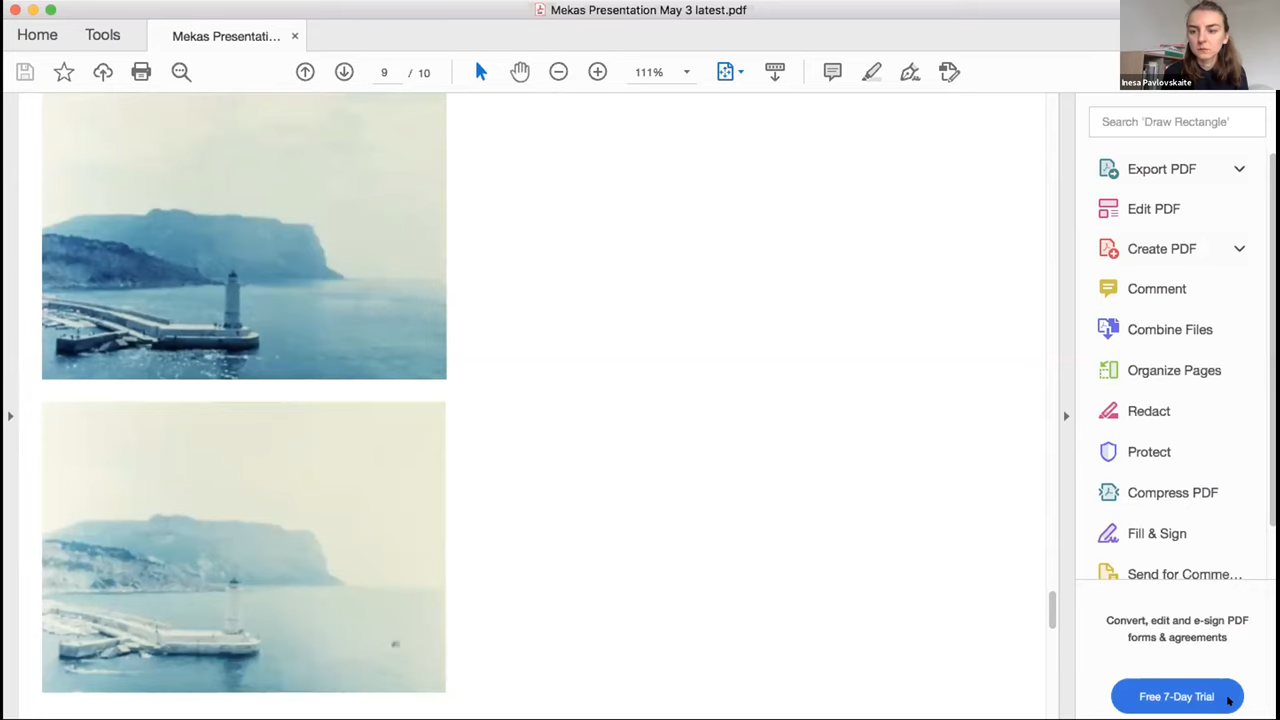 Mekas Presentation May 3 latest.pdf
Home
Tools
Mekas Presentati...
×
9 / 10
111%
Inesa Pavlovskaite
Search 'Draw Rectangle'
Export PDF
Edit PDF
Create PDF
Comment
Combine Files
Organize Pages
Redact
Protect
Compress PDF
Fill & Sign
Send for Comme...
Convert, edit and e-sign PDF
forms & agreements
Free 7-Day Trial